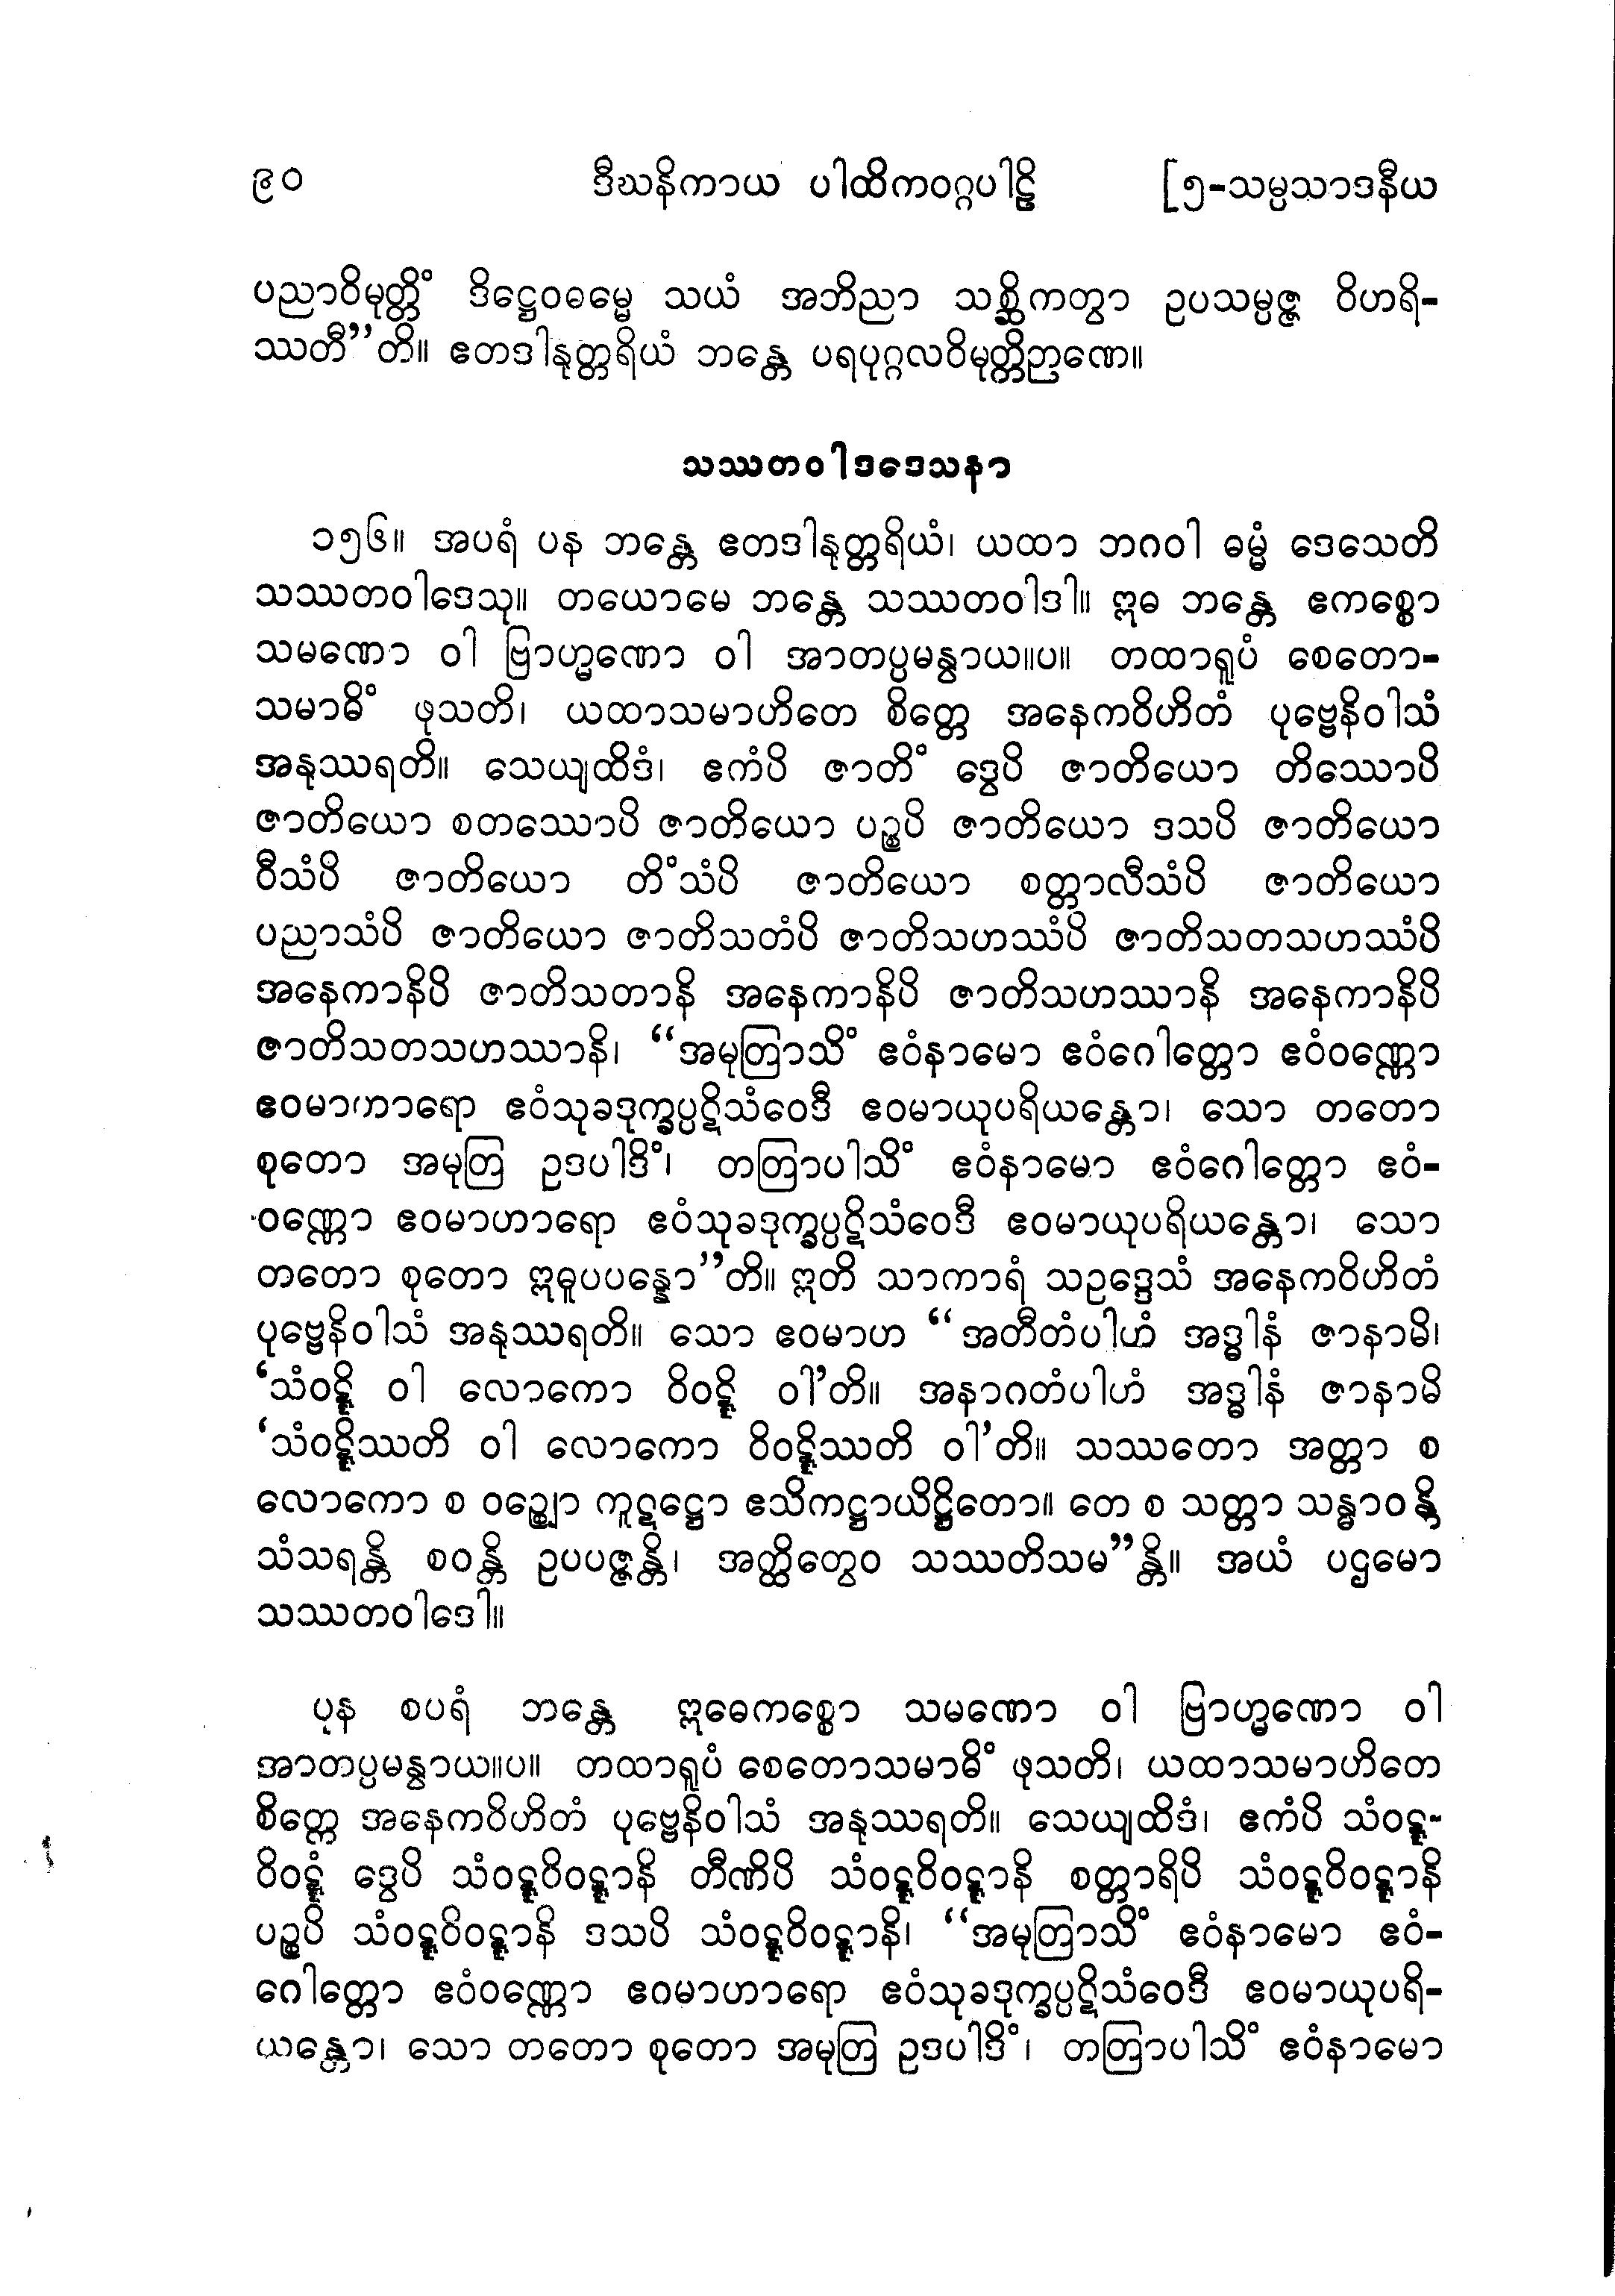 ၉၀ ဒီဃနိကာယ ပါထိကဝဂ္ဂပါဠိ [၅-သမ္ပသာဒနီယ
ပညာဝိမုတ္တိံ ဒိဋ္ဌေဝဓမ္မေ သယံ အဘိညာ သစ္ဆိကတွာ ဥပသမ္ပဇ္ဇ ဝိဟရိ-
ဿတီ”တိ။ ဧတဒါနုတ္တရိယံ ဘန္တေ ပရပုဂ္ဂလဝိမုတ္တိဉာဏေ။
သဿတဝါဒဒေသနာ
၁၅၆။ အပရံ ပန ဘန္တေ ဧတဒါနုတ္တရိယံ၊ ယထာ ဘဂဝါ ဓမ္မံ ဒေသေတိ
သဿတဝါဒေသု။ တယောမေ ဘန္တေ သဿတဝါဒါ။ ဣဓ ဘန္တေ ဧကစ္စော
သမဏော ဝါ ဗြာဟ္မဏော ဝါ အာတပ္ပမန္ဝာယ။ပ။ တထာရူပံ စေတော-
သမာဓိံ ဖုသတိ၊ ယထာသမာဟိတေ စိတ္တေ အနေကဝိဟိတံ ပုဗ္ဗေနိဝါသံ
အနုဿရတိ။ သေယျထိဒံ၊ ဧကံပိ ဇာတိံ ဒွေပိ ဇာတိယော တိဿောပိ
ဇာတိယော စတဿောပိ ဇာတိယော ပဉ္စပိ ဇာတိယော ဒသပိ ဇာတိယော
ဝီသံပိ ဇာတိယော တိံသံပိ ဇာတိယော စတ္တာလီသံပိ ဇာတိယော
ပညာသံပိ ဇာတိယော ဇာတိသတံပိ ဇာတိသဟဿံပိ ဇာတိသတသဟဿံပိ
အနေကာနိပိ ဇာတိသတာနိ အနေကာနိပိ ဇာတိသဟဿာနိ အနေကာနိပိ
ဇာတိသတသဟဿာနိ၊ “အမုတြာသိံ ဧဝံနာမော ဧဝံဂေါတ္တော ဧဝံဝဏ္ဏော
ဧဝမာဟာရော ဧဝံသုခဒုက္ခပ္ပဋိသံဝေဒီ ဧဝမာယုပရိယန္တော၊ သော တတော
စုတော အမုတြ ဥဒပါဒိံ၊ တတြာပါသိံ ဧဝံနာမော ဧဝံဂေါတ္တော ဧဝံ-
ဝဏ္ဏော ဧဝမာဟာရော ဧဝံသုခဒုက္ခပ္ပဋိသံဝေဒီ ဧဝမာယုပရိယန္တော၊ သော
တတော စုတော ဣဓူပပန္နော”တိ။ ဣတိ သာကာရံ သဥဒ္ဒေသံ အနေကဝိဟိတံ
ပုဗ္ဗေနိဝါသံ အနုဿရတိ။ သော ဧဝမာဟ “အတီတံပါဟံ အဒ္ဓါနံ ဇာနာမိ၊
‘သံဝဋ္ဋိ ဝါ လောကော ဝိဝဋ္ဋိ ဝါ’တိ။ အနာဂတံပါဟံ အဒ္ဓါနံ ဇာနာမိ
‘သံဝဋ္ဋိဿတိ ဝါ လောကော ဝိဝဋ္ဋိဿတိ ဝါ’တိ။ သဿတော အတ္တာ စ
လောကော စ ဝဉ္ဈော ကူဋဋ္ဌော ဧသိကဋ္ဌာယိဋ္ဌိတော။ တေ စ သတ္တာ သန္ဓာဝန္တိ
သံသရန္တိ စဝန္တိ ဥပပဇ္ဇန္တိ၊ အတ္ထိတွေဝ သဿတိသမ”န္တိ။ အယံ ပဌမော
သဿတဝါဒေါ။
ပုန စပရံ ဘန္တေ ဣဓေကစ္စော သမဏော ဝါ ဗြာဟ္မဏော ဝါ
အာတပ္ပမန္ဝာယ။ပ။ တထာရူပံ စေတောသမာဓိံ ဖုသတိ၊ ယထာသမာဟိတေ
စိတ္တေ အနေကဝိဟိတံ ပုဗ္ဗေနိဝါသံ အနုဿရတိ။ သေယျထိဒံ၊ ဧကံပိ သံဝဋ္ဋ-
ဝိဝဋ္ဋံ ဒွေပိ သံဝဋ္ဋဝိဝဋ္ဋာနိ တီဏိပိ သံဝဋ္ဋဝိဝဋ္ဋာနိ စတ္တာရိပိ သံဝဋ္ဋဝိဝဋ္ဋာနိ
ပဉ္စပိ သံဝဋ္ဋဝိဝဋ္ဋာနိ ဒသပိ သံဝဋ္ဋဝိဝဋ္ဋာနိ၊ “အမုတြာသိံ ဧဝံနာမော ဧဝံ-
ဂေါတ္တော ဧဝံဝဏ္ဏော ဧဝမာဟာရော ဧဝံသုခဒုက္ခပ္ပဋိသံဝေဒီ ဧဝမာယုပရိ-
ယန္တော၊ သော တတော စုတော အမုတြ ဥဒပါဒိံ၊ တတြာပါသိံ ဧဝံနာမော